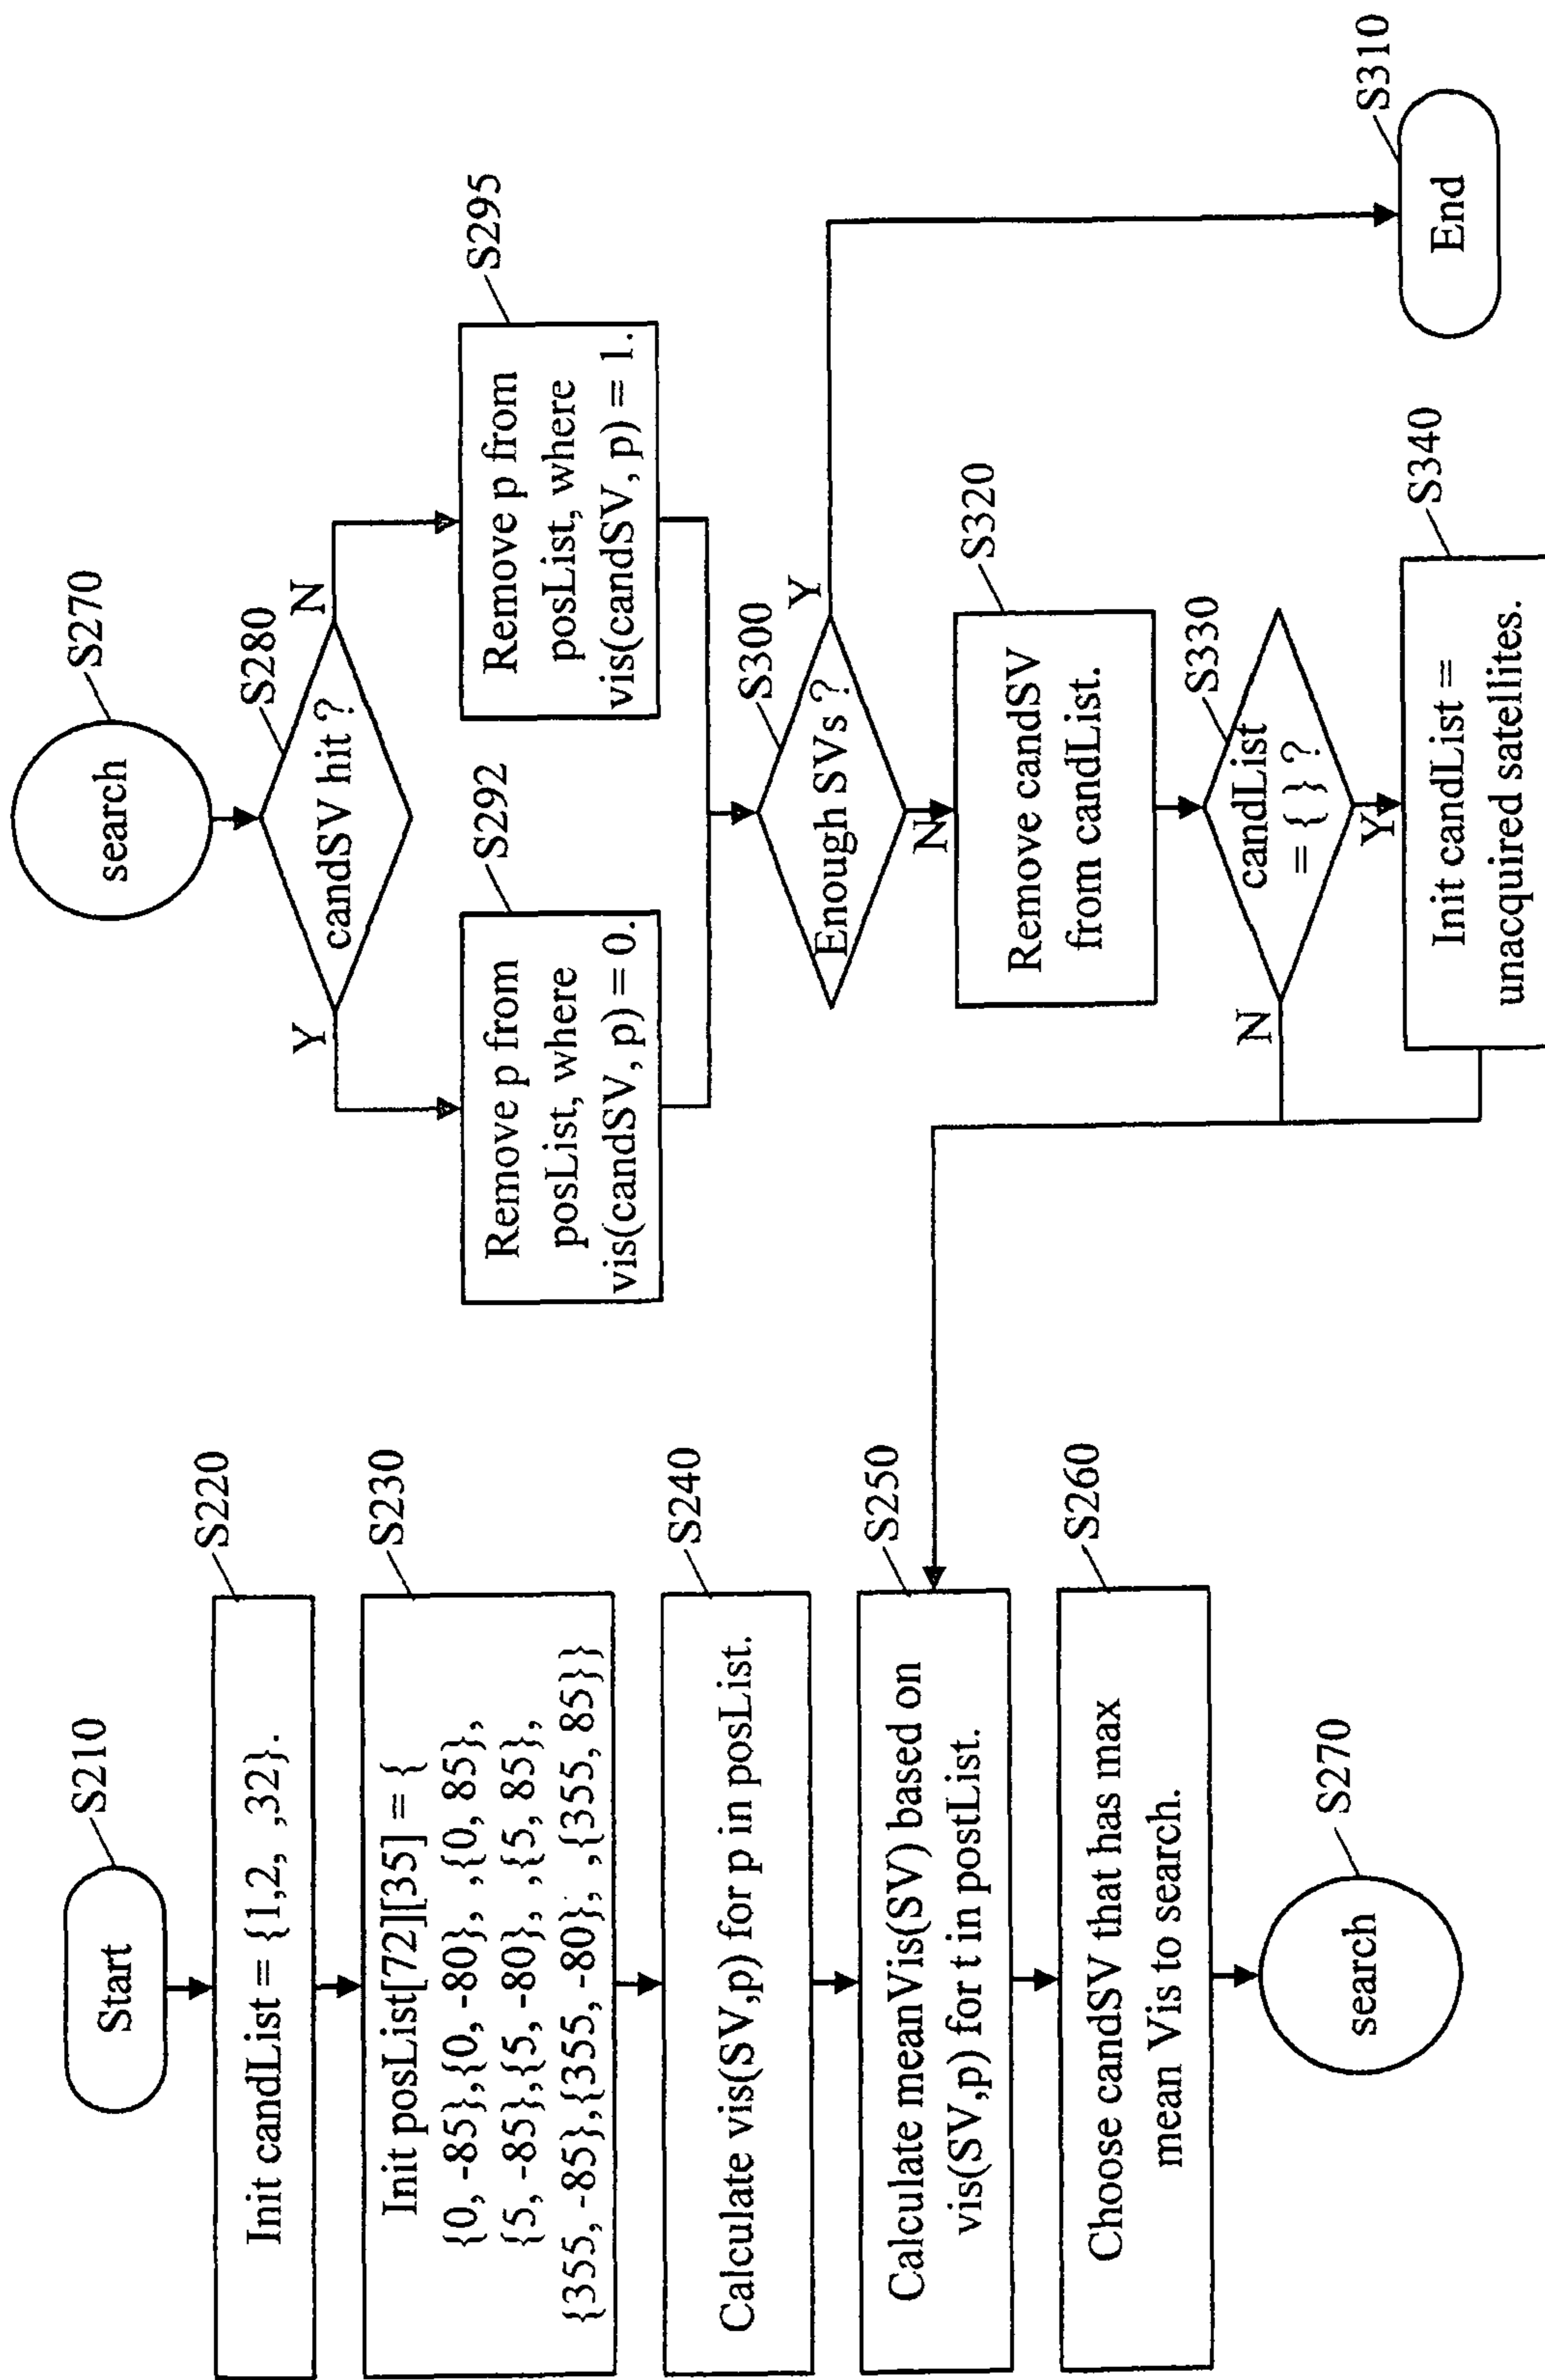 Start
S210
Init candList = {1,2, ,32}.
S220
Init posList[72][35] = {
{0, -85},{0, -80}, ,{0, 85},
{5, -85},{5, -80}, ,{5, 85},
{355, -85},{355, -80}, ,{355, 85}}
S230
Calculate vis(SV,p) for p in posList.
S240
Calculate meanVis(SV) based on
vis(SV,p) for t in postList.
S250
Choose candSV that has max
mean Vis to search.
S260
search
S270
search
S270
candSV hit ?
S280
Y
N
Remove p from
posList, where
vis(candSV, p) = 0.
S292
Remove p from
posList, where
vis(candSV, p) = 1.
S295
Enough SVs ?
S300
Y
N
End
S310
Remove candSV
from candList.
S320
candList
= { } ?
S330
N
Y
Init candList =
unacquired satellites.
S340